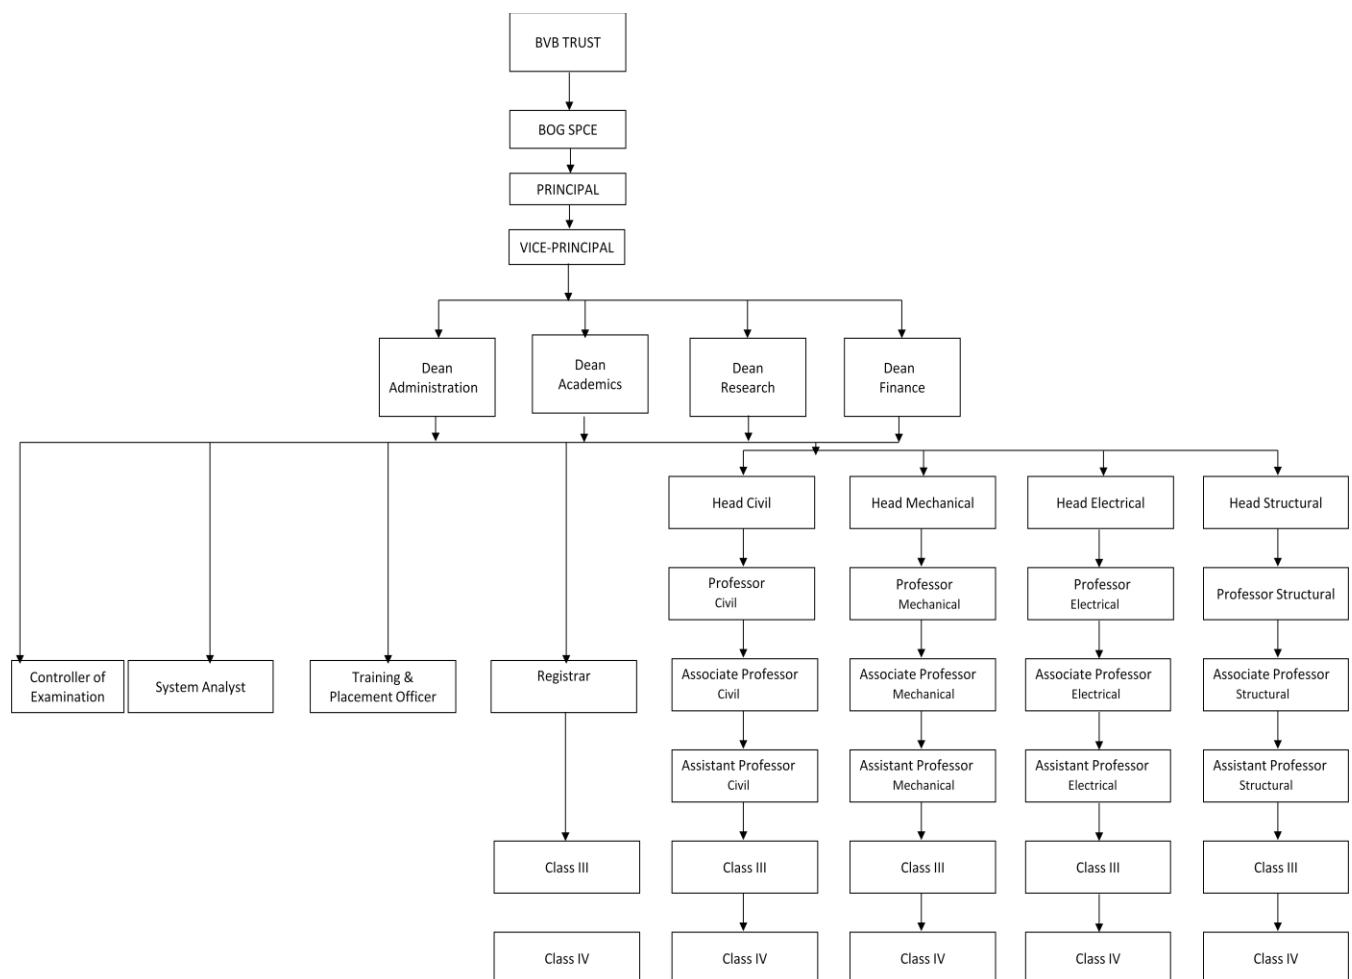 BVB TRUST
BOG SPCE
PRINCIPAL
VICE-PRINCIPAL
Dean
Administration
Dean
Academics
Dean
Research
Dean
Finance
Head Civil
Head Mechanical
Head Electrical
Head Structural
Professor
Civil
Professor
Mechanical
Professor
Electrical
Professor Structural
Controller of
Examination
System Analyst
Training &
Placement Officer
Registrar
Associate Professor
Civil
Associate Professor
Mechanical
Associate Professor
Electrical
Associate Professor
Structural
Assistant Professor
Civil
Assistant Professor
Mechanical
Assistant Professor
Electrical
Assistant Professor
Structural
Class III
Class III
Class III
Class III
Class III
Class IV
Class IV
Class IV
Class IV
Class IV